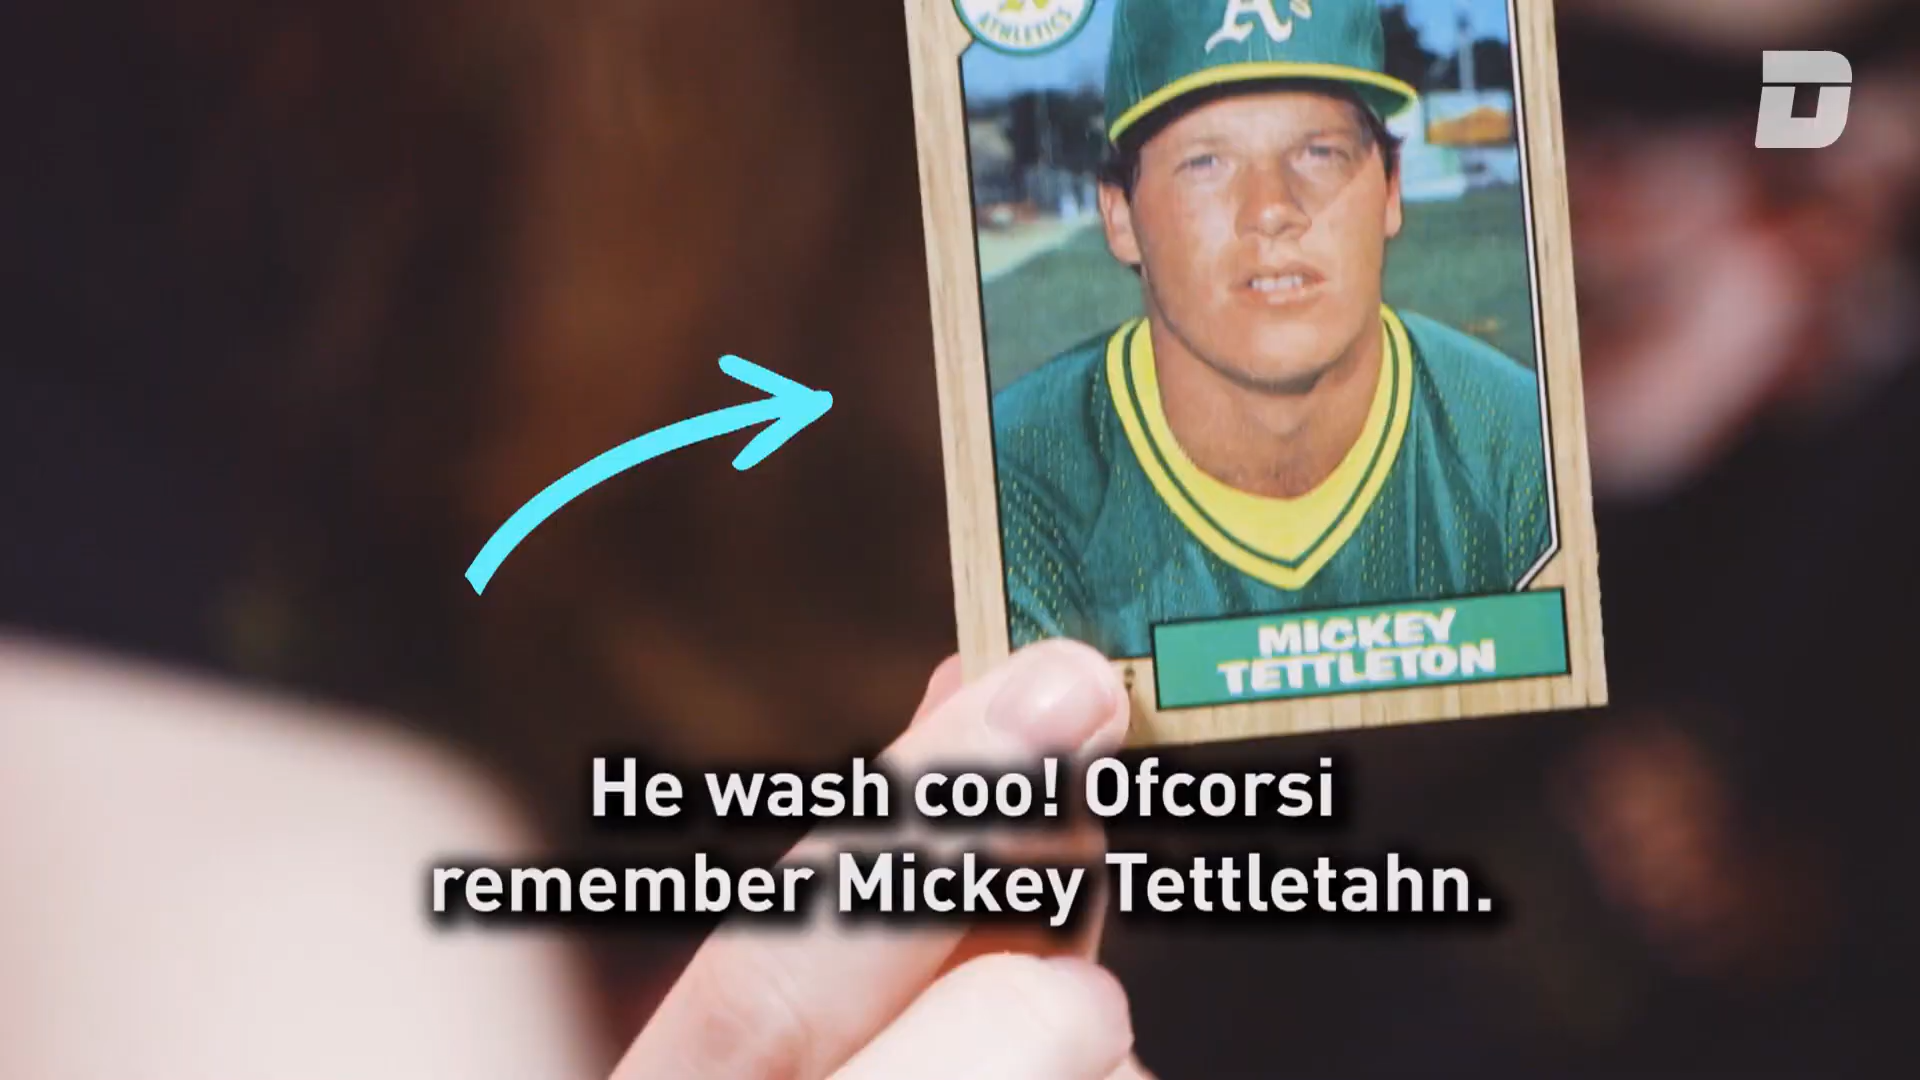 A's
ATHLETICS
MICKEY
TETTLETON
He wash coo! Ofcorsi
remember Mickey Tettletahn.